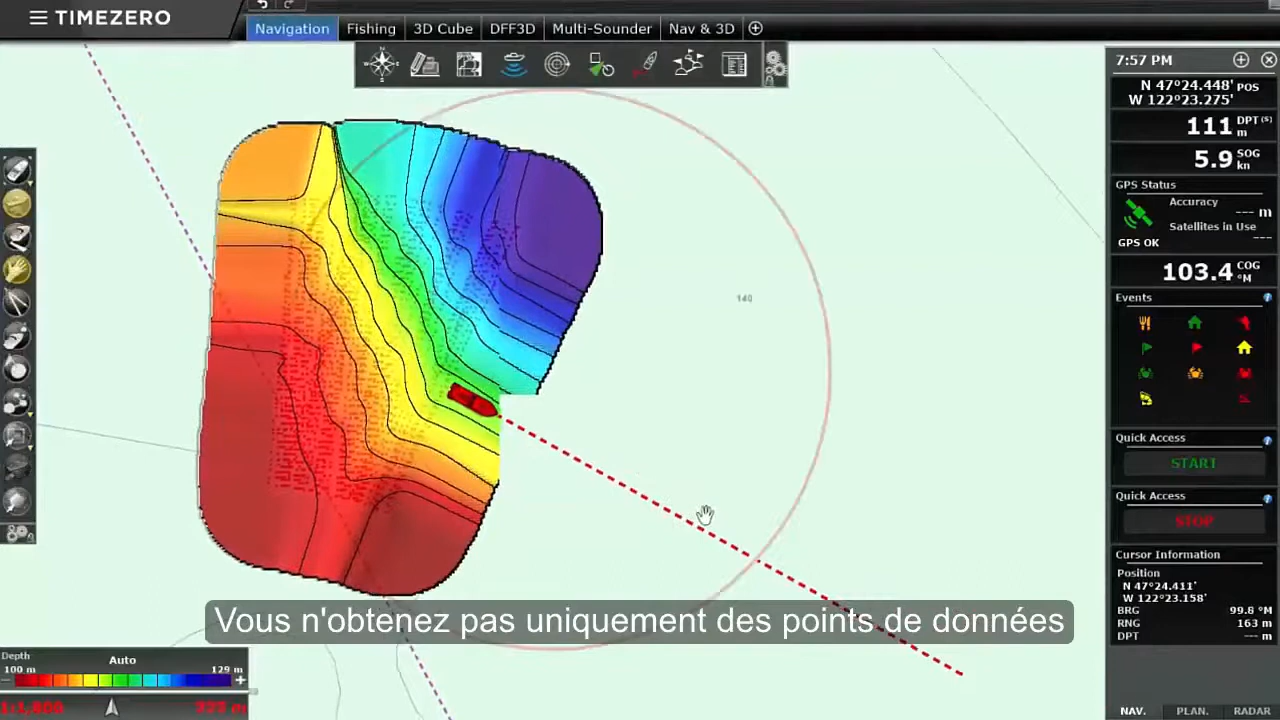 TIMEZERO
Navigation
Fishing
3D Cube
DFF3D
Multi-Sounder
Nav & 3D
7:57 PM
N 47°24.448' POS
W 122°23.275'
111 DPT(S) m
5.9 SOG kn
GPS Status
Accuracy
--- m
Satellites in Use
---
GPS OK
103.4 COG °M
Events
Quick Access
START
Quick Access
STOP
Cursor Information
Position
N 47°24.411'
W 122°23.158'
BRG 99.8 °M
RNG 163 m
DPT --- m
NAV. PLAN. RADAR
140
Vous n'obtenez pas uniquement des points de données
Depth Auto
100 m 129 m